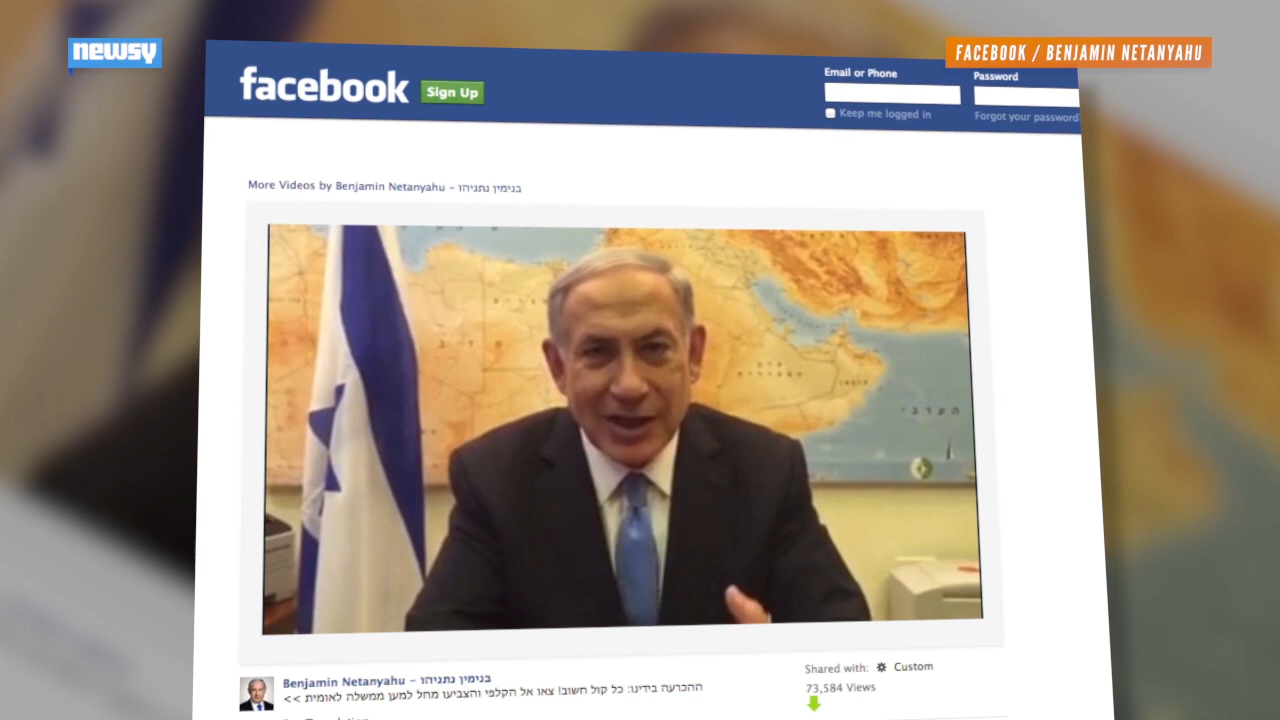 newsy
FACEBOOK / BENJAMIN NETANYAHU
facebook
Sign Up
Email or Phone
Password
Keep me logged in
Forgot your password?
More Videos by Benjamin Netanyahu – בנימין נתניהו
Benjamin Netanyahu – בנימין נתניהו
ההכרעה בידינו: כל קול חשוב! צאו אל הקלפי והצביעו מחל למען ממשלה לאומית >>
Shared with: Custom
73,584 Views